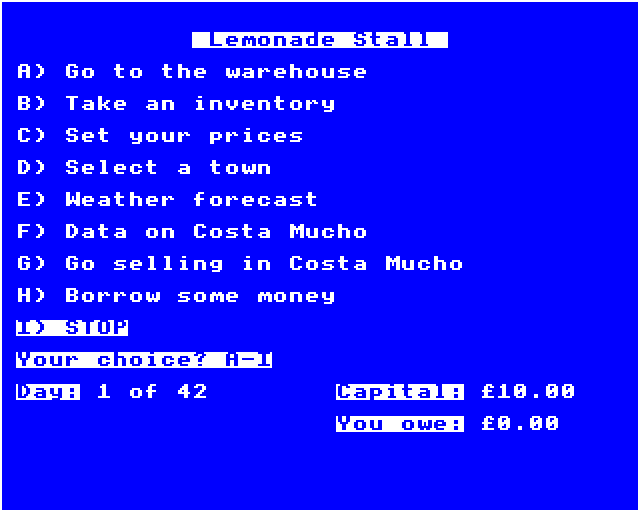 Lemonade Stall
A) Go to the warehouse
B) Take an inventory
C) Set your prices
D) Select a town
E) Weather forecast
F) Data on Costa Mucho
G) Go selling in Costa Mucho
H) Borrow some money
I) STOP
Your choice? A-I
Day: 1 of 42 Capital: £10.00
You owe: £0.00